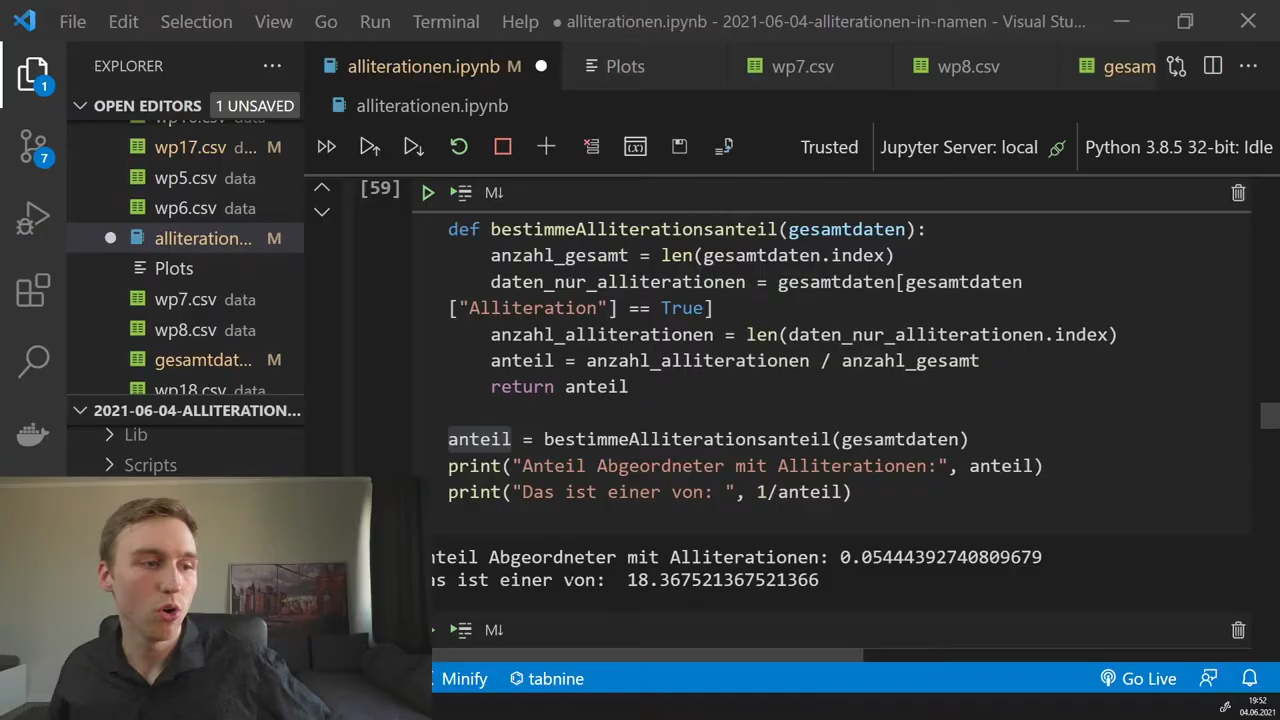 File Edit Selection View Go Run Terminal Help ● alliterationen.ipynb - 2021-06-04-alliterationen-in-namen - Visual Stu...
EXPLORER
alliterationen.ipynb M
Plots
wp7.csv
wp8.csv
gesam
OPEN EDITORS 1 UNSAVED
wp17.csv d... M
wp5.csv data
wp6.csv data
alliteration... M
Plots
wp7.csv data
wp8.csv data
gesamtdat... M
wp18.csv data
2021-06-04-ALLITERATION...
Lib
Scripts
1
7
alliterationen.ipynb
Trusted Jupyter Server: local Python 3.8.5 32-bit: Idle
[59]
M↓
def bestimmeAlliterationsanteil(gesamtdaten):
anzahl_gesamt = len(gesamtdaten.index)
daten_nur_alliterationen = gesamtdaten[gesamtdaten
["Alliteration"] == True]
anzahl_alliterationen = len(daten_nur_alliterationen.index)
anteil = anzahl_alliterationen / anzahl_gesamt
return anteil
anteil = bestimmeAlliterationsanteil(gesamtdaten)
print("Anteil Abgeordneter mit Alliterationen:", anteil)
print("Das ist einer von: ", 1/anteil)
nteil Abgeordneter mit Alliterationen: 0.05444392740809679
as ist einer von: 18.367521367521366
M↓
Minify tabnine Go Live
19:52
04.06.2021